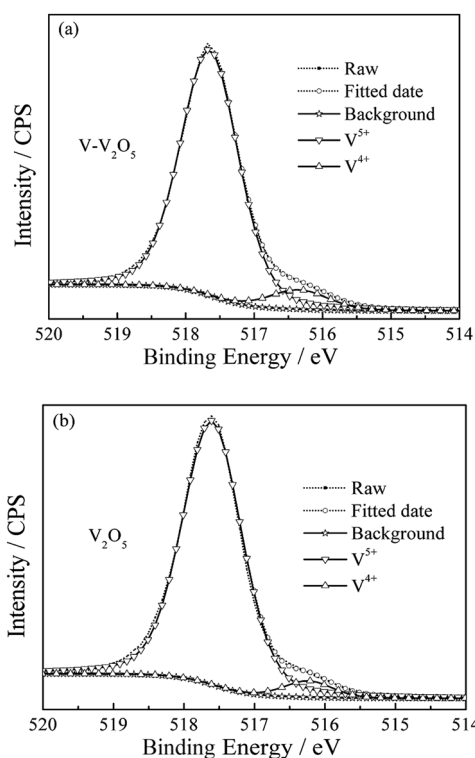 (a)
Raw
Fitted date
Background
V⁵⁺
V⁴⁺
V-V₂O₅
Intensity / CPS
520 519 518 517 516 515 514
Binding Energy / eV
(b)
Raw
Fitted date
Background
V⁵⁺
V⁴⁺
V₂O₅
Intensity / CPS
520 519 518 517 516 515 514
Binding Energy / eV